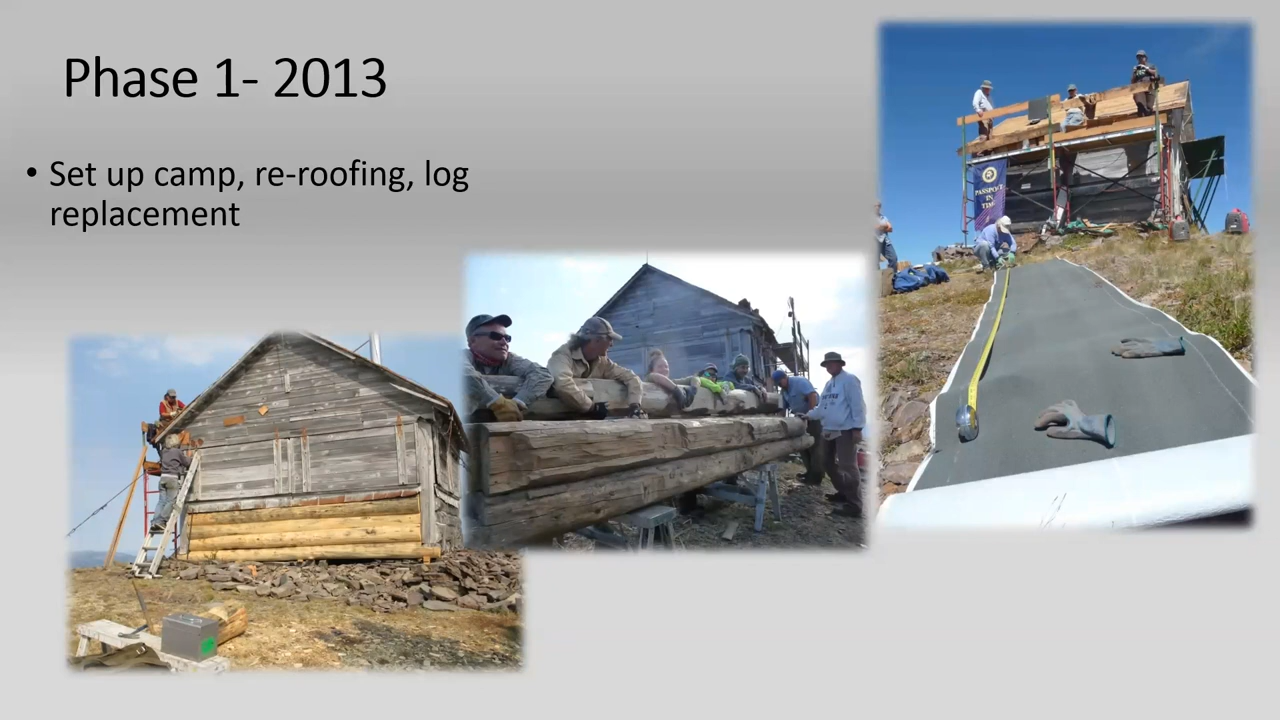 Phase 1- 2013
• Set up camp, re-roofing, log
replacement
PASSPORT
IN
TIME